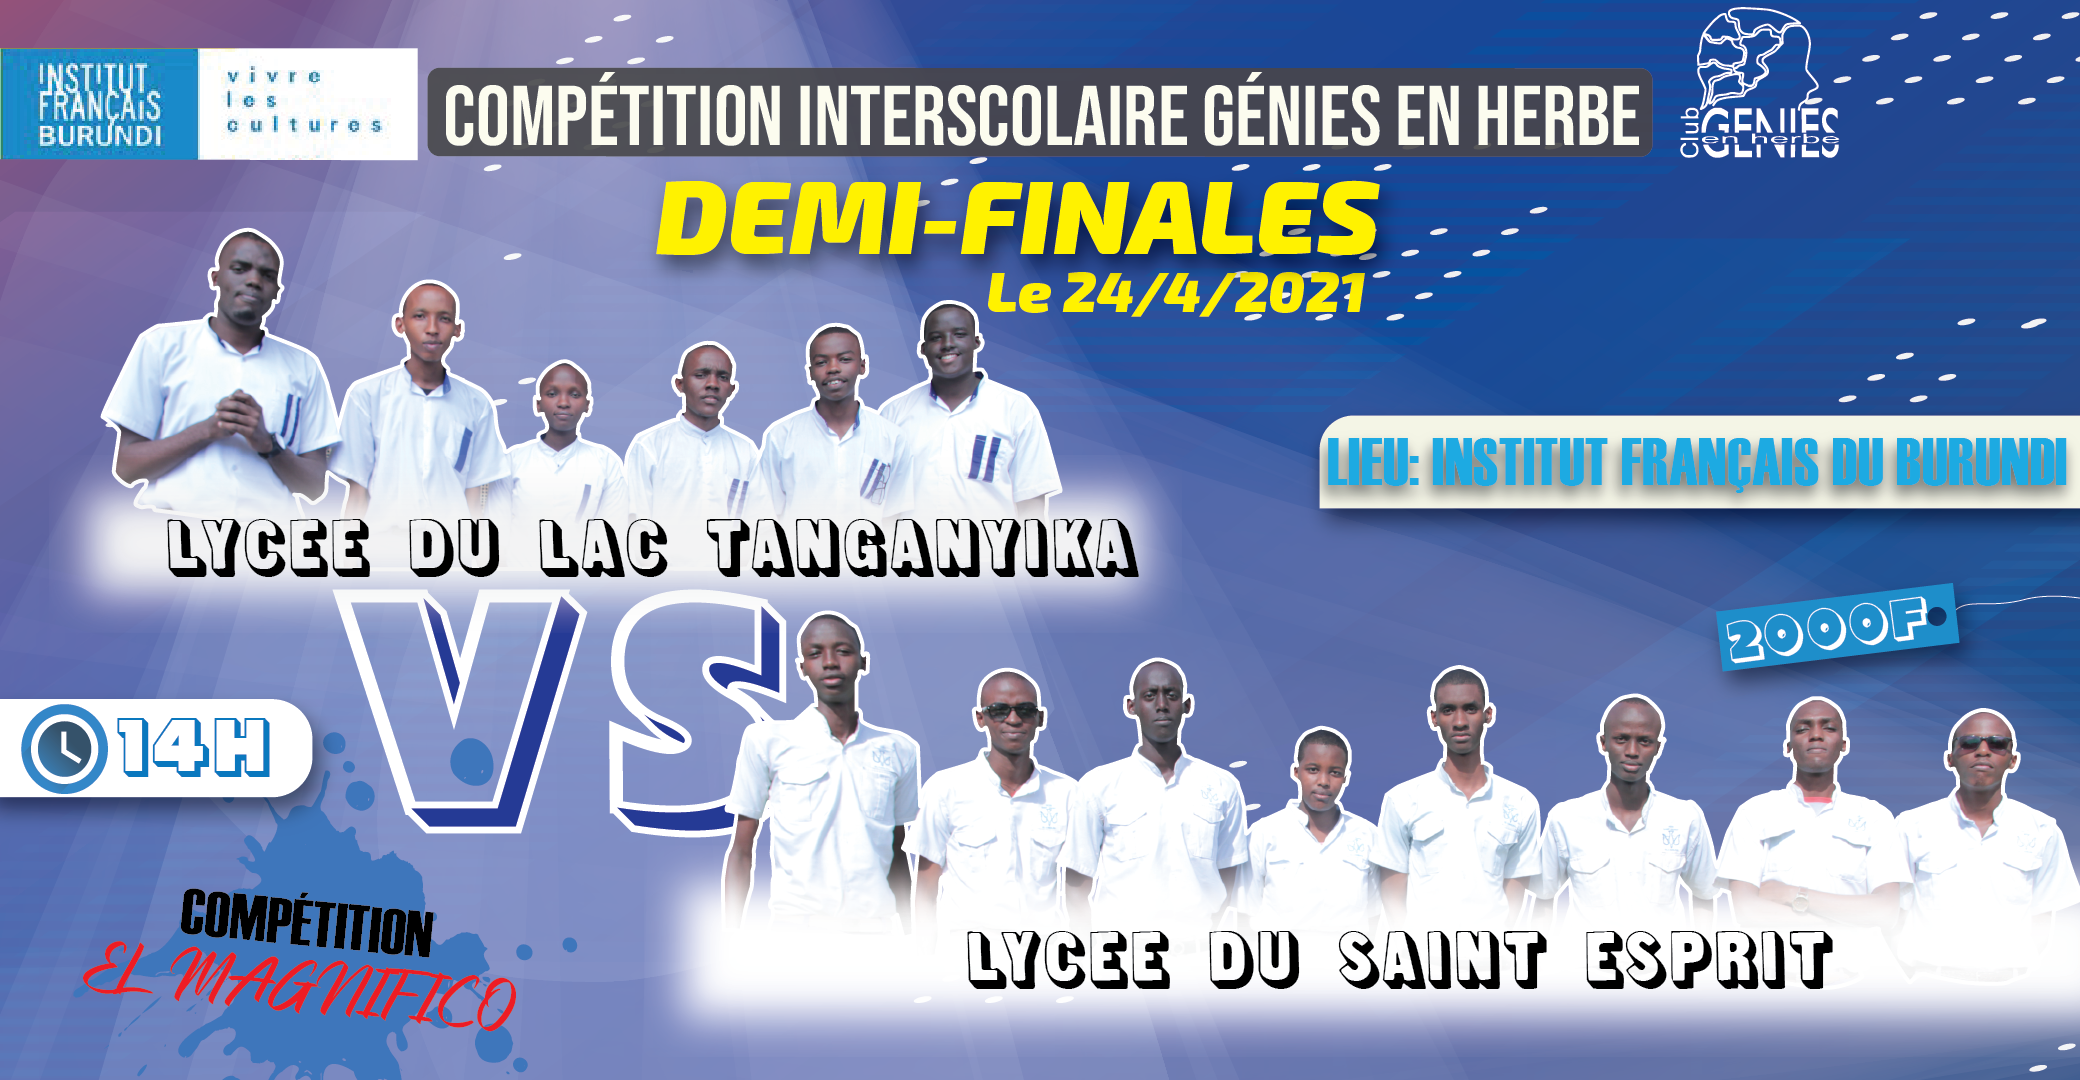 INSTITUT
FRANÇAIS
BURUNDI
vivre
les
cultures
COMPÉTITION INTERSCOLAIRE GÉNIES EN HERBE
Club
GENIES
en herbe
DEMI-FINALES
Le 24/4/2021
LIEU: INSTITUT FRANÇAIS DU BURUNDI
LYCEE DU LAC TANGANYIKA
VS
2000F
14H
COMPÉTITION
EL MAGNIFICO
LYCEE DU SAINT ESPRIT